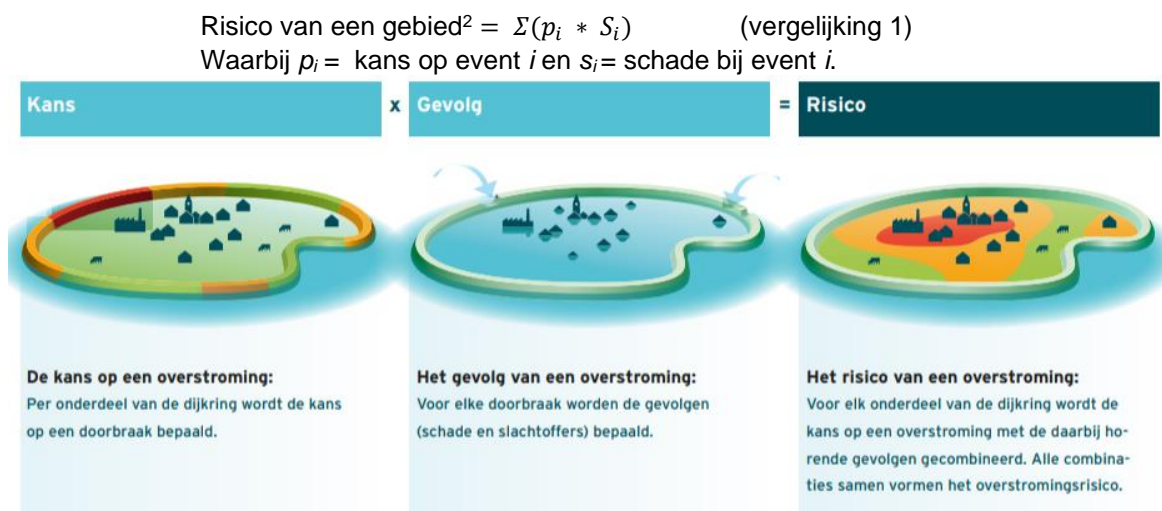 Risico van een gebied² = Σ(pᵢ * Sᵢ) (vergelijking 1)
Waarbij pᵢ = kans op event i en sᵢ = schade bij event i.
Kans x Gevolg = Risico
De kans op een overstroming:
Per onderdeel van de dijkring wordt de kans
op een doorbraak bepaald.
Het gevolg van een overstroming:
Voor elke doorbraak worden de gevolgen
(schade en slachtoffers) bepaald.
Het risico van een overstroming:
Voor elk onderdeel van de dijkring wordt de
kans op een overstroming met de daarbij ho-
rende gevolgen gecombineerd. Alle combina-
ties samen vormen het overstromingsrisico.